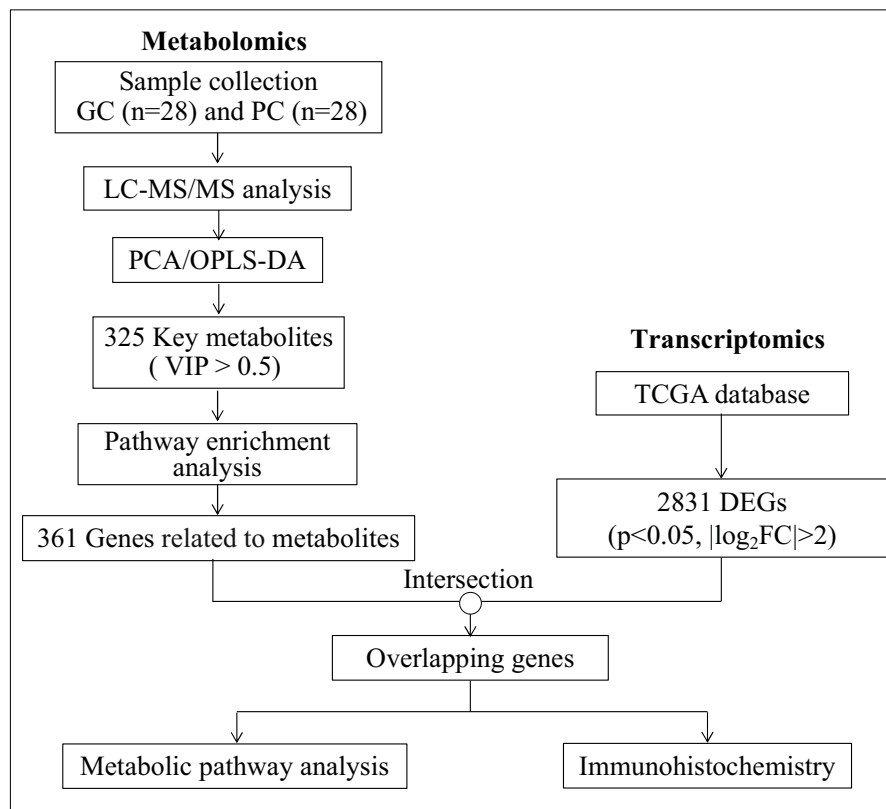 Metabolomics
Sample collection
GC (n=28) and PC (n=28)
LC-MS/MS analysis
PCA/OPLS-DA
325 Key metabolites
( VIP > 0.5)
Pathway enrichment
analysis
361 Genes related to metabolites
Transcriptomics
TCGA database
2831 DEGs
(p<0.05, |log₂FC|>2)
Intersection
Overlapping genes
Metabolic pathway analysis
Immunohistochemistry